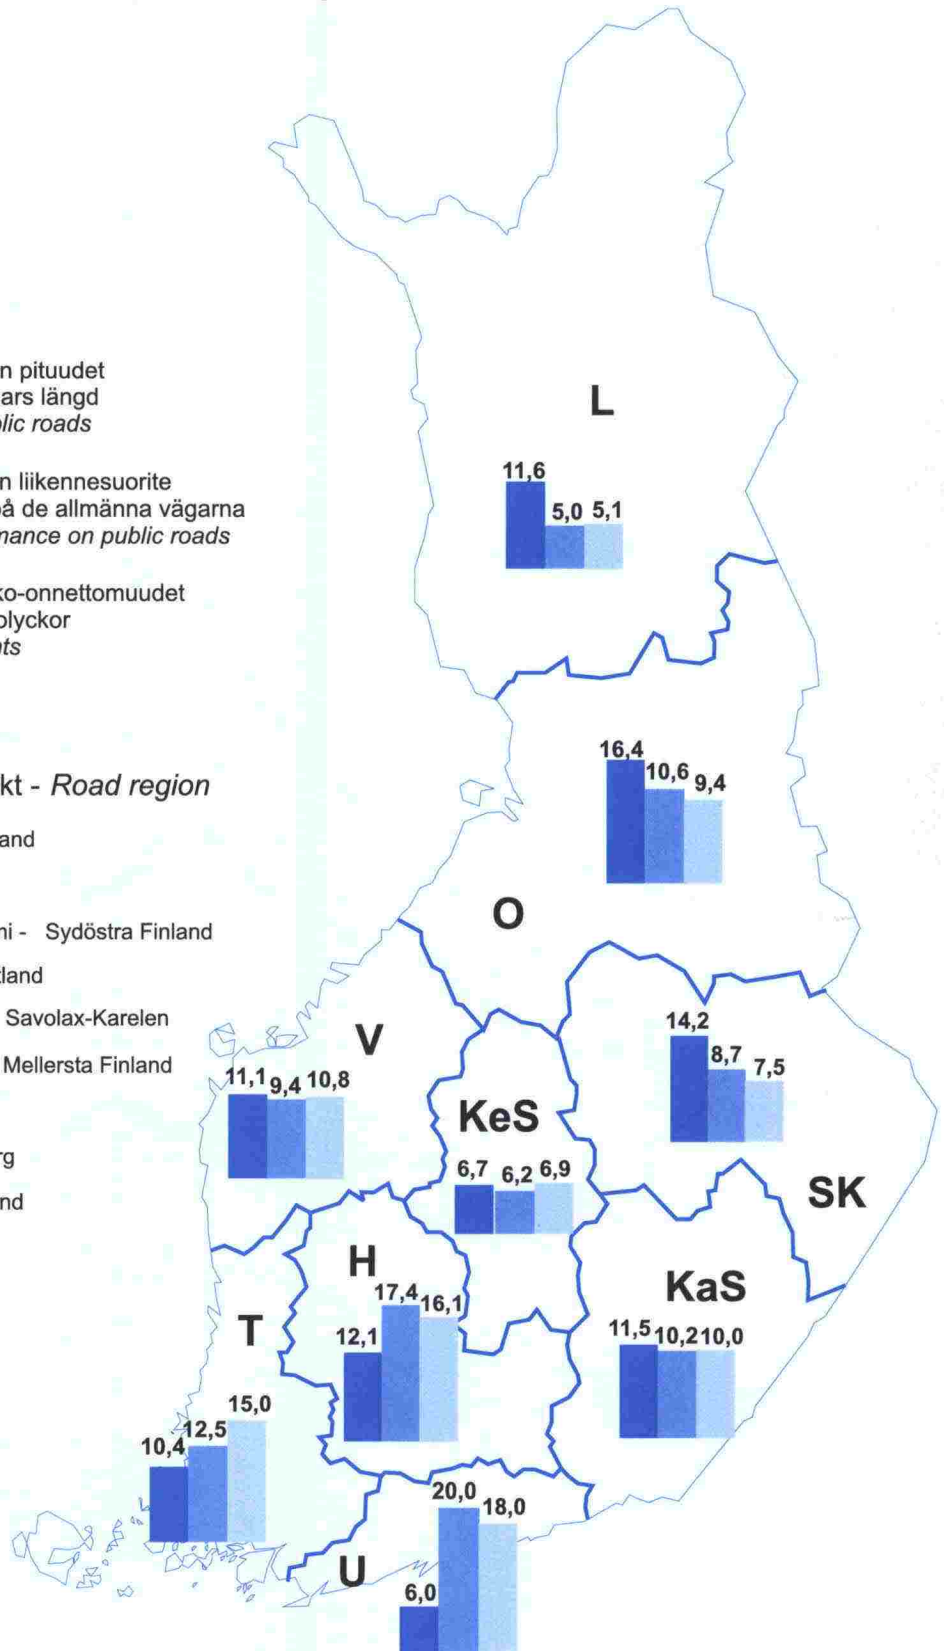 n pituudet
ars längd
lic roads
n liikennesuorite
å de allmänna vägarna
nance on public roads
ko-onnettomuudet
olyckor
nts
kt - Road region
and
mi - Sydöstra Finland
tland
Savolax-Karelen
Mellersta Finland
rg
nd
L
11,6
5,0 5,1
16,4
10,6
9,4
O
14,2
8,7
7,5
SK
V
11,1 9,4 10,8
KeS
6,7 6,2 6,9
H
17,4
16,1
12,1
KaS
11,5 10,2 10,0
T
15,0
12,5
10,4
20,0
18,0
U
6,0